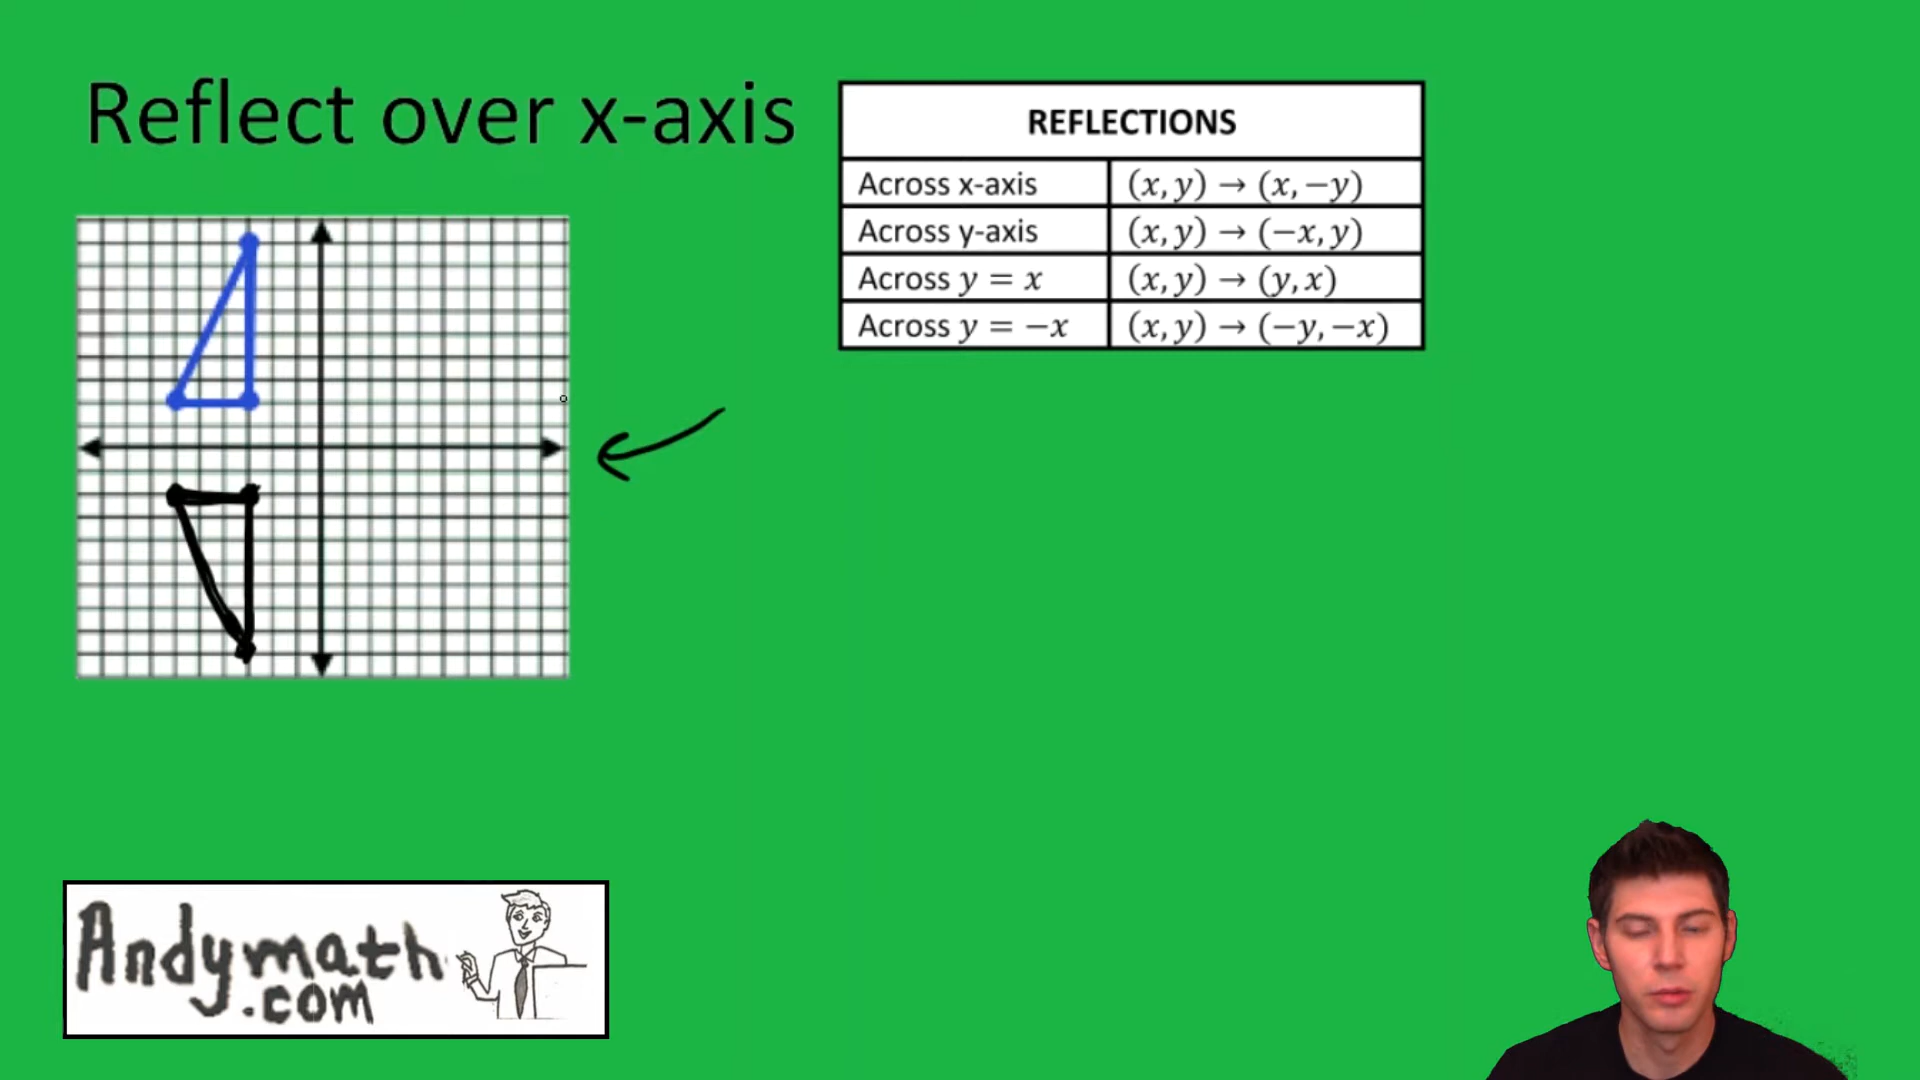 Reflect over x-axis
REFLECTIONS
Across x-axis (x, y) → (x, −y)
Across y-axis (x, y) → (−x, y)
Across y = x (x, y) → (y, x)
Across y = −x (x, y) → (−y, −x)
Andymath
.com